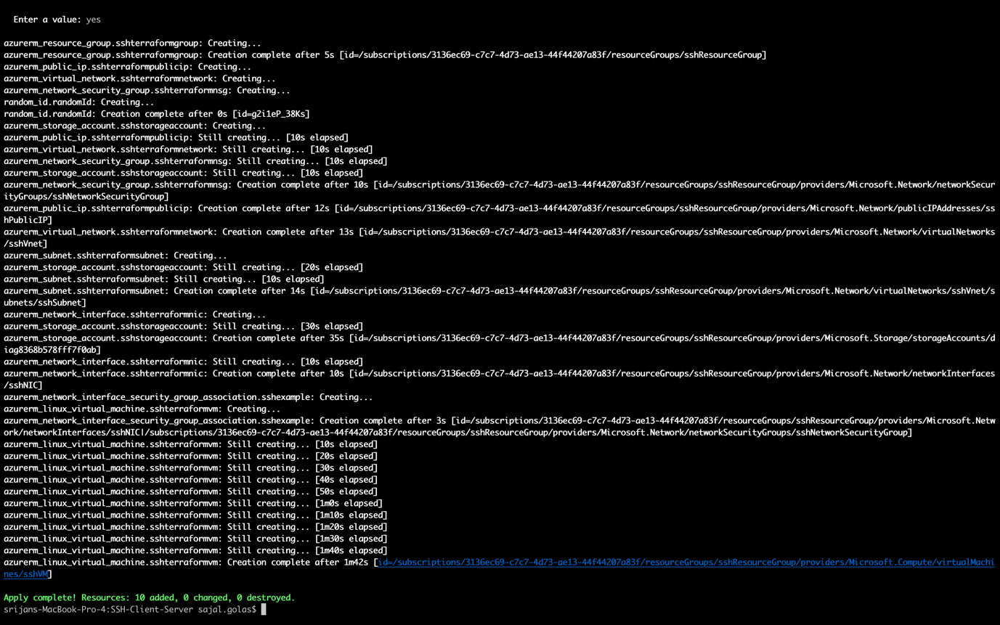 Enter a value: yes
azurerm_resource_group.sshterraformgroup: Creating...
azurerm_resource_group.sshterraformgroup: Creation complete after 5s [id=/subscriptions/3136ec69-c7c7-4d73-ae13-44f44207a83f/resourceGroups/sshResourceGroup]
azurerm_public_ip.sshterraformpublicip: Creating...
azurerm_virtual_network.sshterraformnetwork: Creating...
azurerm_network_security_group.sshterraformnsg: Creating...
random_id.randomId: Creating...
random_id.randomId: Creation complete after 0s [id=g2i1eP_38Ks]
azurerm_storage_account.sshstorageaccount: Creating...
azurerm_public_ip.sshterraformpublicip: Still creating... [10s elapsed]
azurerm_virtual_network.sshterraformnetwork: Still creating... [10s elapsed]
azurerm_network_security_group.sshterraformnsg: Still creating... [10s elapsed]
azurerm_storage_account.sshstorageaccount: Still creating... [10s elapsed]
azurerm_network_security_group.sshterraformnsg: Creation complete after 10s [id=/subscriptions/3136ec69-c7c7-4d73-ae13-44f44207a83f/resourceGroups/sshResourceGroup/providers/Microsoft.Network/networkSecur
ityGroups/sshNetworkSecurityGroup]
azurerm_public_ip.sshterraformpublicip: Creation complete after 12s [id=/subscriptions/3136ec69-c7c7-4d73-ae13-44f44207a83f/resourceGroups/sshResourceGroup/providers/Microsoft.Network/publicIPAddresses/ss
hPublicIP]
azurerm_virtual_network.sshterraformnetwork: Creation complete after 13s [id=/subscriptions/3136ec69-c7c7-4d73-ae13-44f44207a83f/resourceGroups/sshResourceGroup/providers/Microsoft.Network/virtualNetworks
/sshVnet]
azurerm_subnet.sshterraformsubnet: Creating...
azurerm_storage_account.sshstorageaccount: Still creating... [20s elapsed]
azurerm_subnet.sshterraformsubnet: Still creating... [10s elapsed]
azurerm_subnet.sshterraformsubnet: Creation complete after 14s [id=/subscriptions/3136ec69-c7c7-4d73-ae13-44f44207a83f/resourceGroups/sshResourceGroup/providers/Microsoft.Network/virtualNetworks/sshVnet/s
ubnets/sshSubnet]
azurerm_network_interface.sshterraformnic: Creating...
azurerm_storage_account.sshstorageaccount: Still creating... [30s elapsed]
azurerm_storage_account.sshstorageaccount: Creation complete after 35s [id=/subscriptions/3136ec69-c7c7-4d73-ae13-44f44207a83f/resourceGroups/sshResourceGroup/providers/Microsoft.Storage/storageAccounts/d
iag8368b578fff7f0ab]
azurerm_network_interface.sshterraformnic: Still creating... [10s elapsed]
azurerm_network_interface.sshterraformnic: Creation complete after 10s [id=/subscriptions/3136ec69-c7c7-4d73-ae13-44f44207a83f/resourceGroups/sshResourceGroup/providers/Microsoft.Network/networkInterfaces
/sshNIC]
azurerm_network_interface_security_group_association.sshexample: Creating...
azurerm_linux_virtual_machine.sshterraformvm: Creating...
azurerm_network_interface_security_group_association.sshexample: Creation complete after 3s [id=/subscriptions/3136ec69-c7c7-4d73-ae13-44f44207a83f/resourceGroups/sshResourceGroup/providers/Microsoft.Netw
ork/networkInterfaces/sshNIC|/subscriptions/3136ec69-c7c7-4d73-ae13-44f44207a83f/resourceGroups/sshResourceGroup/providers/Microsoft.Network/networkSecurityGroups/sshNetworkSecurityGroup]
azurerm_linux_virtual_machine.sshterraformvm: Still creating... [10s elapsed]
azurerm_linux_virtual_machine.sshterraformvm: Still creating... [20s elapsed]
azurerm_linux_virtual_machine.sshterraformvm: Still creating... [30s elapsed]
azurerm_linux_virtual_machine.sshterraformvm: Still creating... [40s elapsed]
azurerm_linux_virtual_machine.sshterraformvm: Still creating... [50s elapsed]
azurerm_linux_virtual_machine.sshterraformvm: Still creating... [1m0s elapsed]
azurerm_linux_virtual_machine.sshterraformvm: Still creating... [1m10s elapsed]
azurerm_linux_virtual_machine.sshterraformvm: Still creating... [1m20s elapsed]
azurerm_linux_virtual_machine.sshterraformvm: Still creating... [1m30s elapsed]
azurerm_linux_virtual_machine.sshterraformvm: Still creating... [1m40s elapsed]
azurerm_linux_virtual_machine.sshterraformvm: Creation complete after 1m42s [id=/subscriptions/3136ec69-c7c7-4d73-ae13-44f44207a83f/resourceGroups/sshResourceGroup/providers/Microsoft.Compute/virtualMachi
nes/sshVM]
Apply complete! Resources: 10 added, 0 changed, 0 destroyed.
srijans-MacBook-Pro-4:SSH-Client-Server sajal.golas$